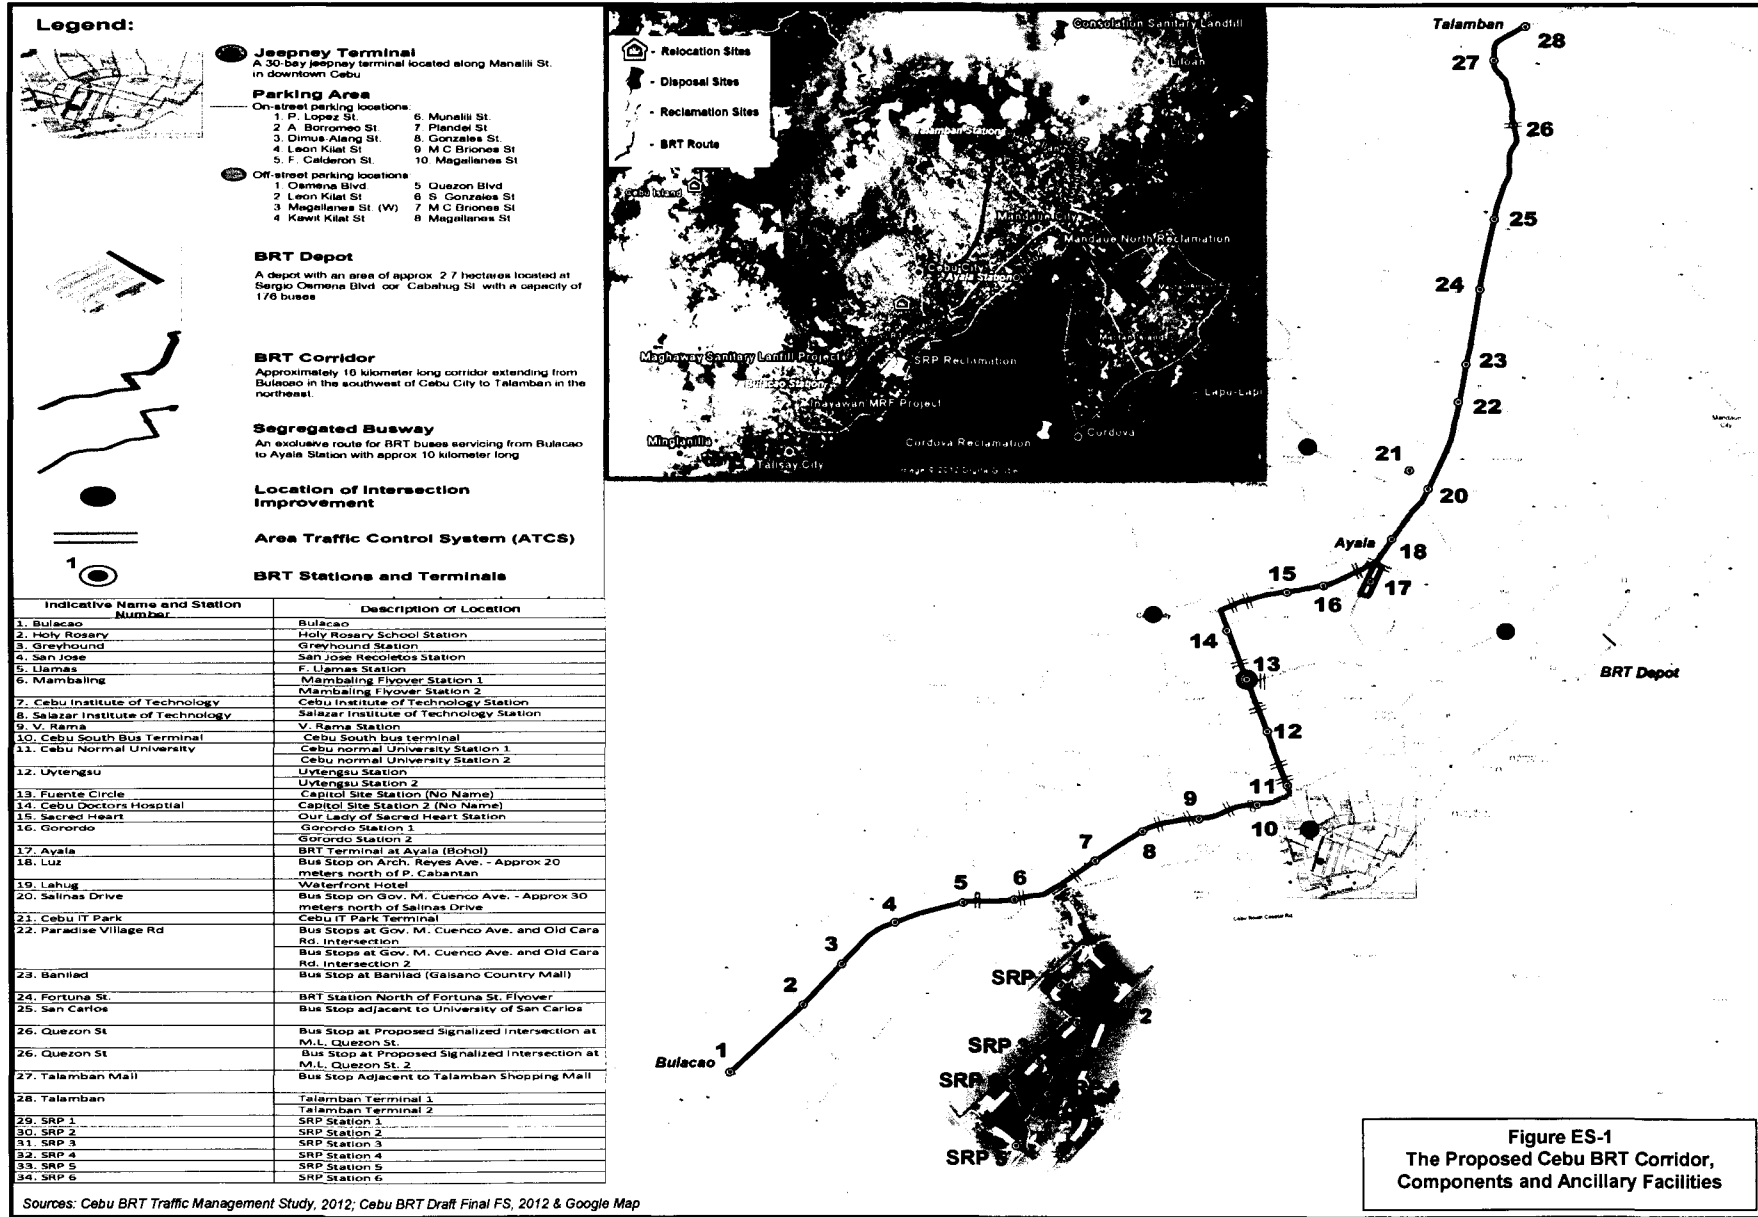 Legend:
Jeepney Terminal
A 30-bay jeepney terminal located along Manalili St.
in downtown Cebu
Parking Area
On-street parking locations:
1. P. Lopez St.
2 A Borromeo St
3. Dimus-Alang St.
4 Leon Kilat St
5. F. Calderon St.
6. Munalili St.
7. Plandel St
8. Gonzales St.
9 M C Briones St
10. Magallanes St
Off-street parking locations
1. Osmena Blvd
2 Leon Kilat St
3 Magallanes St. (W)
4 Kawit Kilat St
5 Quezon Blvd
6 S Gonzales St
7 M C Briones St
8 Magallanes St
BRT Depot
A depot with an area of approx 2 7 hectares located at
Sergio Osmena Blvd cor Cabahug St with a capacity of
176 buses
BRT Corridor
Approximately 16 kilometer long corridor extending from
Bulacao in the southwest of Cebu City to Talamban in the
northeast.
Segregated Busway
An exclusive route for BRT buses servicing from Bulacao
to Ayala Station with approx 10 kilometer long
Location of Intersection
Improvement
Area Traffic Control System (ATCS)
1
BRT Stations and Terminals
Indicative Name and Station
Number
Description of Location
1. Bulacao
Bulacao
2. Holy Rosary
Holy Rosary School Station
3. Greyhound
Greyhound Station
4. San Jose
San Jose Recoletos Station
5. Llamas
F. Llamas Station
6. Mambaling
Mambaling Flyover Station 1
Mambaling Flyover Station 2
7. Cebu Institute of Technology
Cebu Institute of Technology Station
8. Salazar Institute of Technology
Salazar Institute of Technology Station
9. V. Rama
V. Rama Station
10. Cebu South Bus Terminal
Cebu South bus terminal
11. Cebu Normal University
Cebu normal University Station 1
Cebu normal University Station 2
12. Uytengsu
Uytengsu Station
Uytengsu Station 2
13. Fuente Circle
Capitol Site Station (No Name)
14. Cebu Doctors Hosptial
Capitol Site Station 2 (No Name)
15. Sacred Heart
Our Lady of Sacred Heart Station
16. Gorordo
Gorordo Station 1
Gorordo Station 2
17. Ayala
BRT Terminal at Ayala (Bohol)
18. Luz
Bus Stop on Arch. Reyes Ave. - Approx 20
meters north of P. Cabantan
19. Lahug
Waterfront Hotel
20. Salinas Drive
Bus Stop on Gov. M. Cuenco Ave. - Approx 30
meters north of Salinas Drive
21. Cebu IT Park
Cebu IT Park Terminal
22. Paradise Village Rd
Bus Stops at Gov. M. Cuenco Ave. and Old Cara
Rd. Intersection
Bus Stops at Gov. M. Cuenco Ave. and Old Cara
Rd. Intersection 2
23. Banilad
Bus Stop at Banilad (Gaisano Country Mall)
24. Fortuna St.
BRT Station North of Fortuna St. Flyover
25. San Carlos
Bus Stop adjacent to University of San Carlos
26. Quezon St
Bus Stop at Proposed Signalized Intersection at
M.L. Quezon St.
26. Quezon St
Bus Stop at Proposed Signalized Intersection at
M.L. Quezon St. 2
27. Talamban Mall
Bus Stop Adjacent to Talamban Shopping Mall
28. Talamban
Talamban Terminal 1
Talamban Terminal 2
29. SRP 1
SRP Station 1
30. SRP 2
SRP Station 2
31. SRP 3
SRP Station 3
32. SRP 4
SRP Station 4
33. SRP 5
SRP Station 5
34. SRP 6
SRP Station 6
Sources: Cebu BRT Traffic Management Study, 2012; Cebu BRT Draft Final FS, 2012 & Google Map
- Relocation Sites
- Disposal Sites
- Reclamation Sites
- BRT Route
Consolation Sanitary Landfill
Liloan
Talamban Station
Cebu Island
Mandaue City
Mandaue North Reclamation
Cebu City
Ayala Station
SRP Reclamation
Maghaway Sanitary Lanfill Project
Bulacao Station
Inayawan MRF Project
Lapu-Lapi
Minglanilla
Cordova Reclamation
Cordova
Talisay City
Talamban
28
27
26
25
24
23
22
21
20
Ayala
18
17
16
15
14
13
12
11
10
9
8
7
6
5
4
3
2
1
Bulacao
Mandaue
City
BRT Depot
Cebu South Coastal Rd.
SRP
2
SRP
SRP
SRP
Figure ES-1
The Proposed Cebu BRT Corridor,
Components and Ancillary Facilities